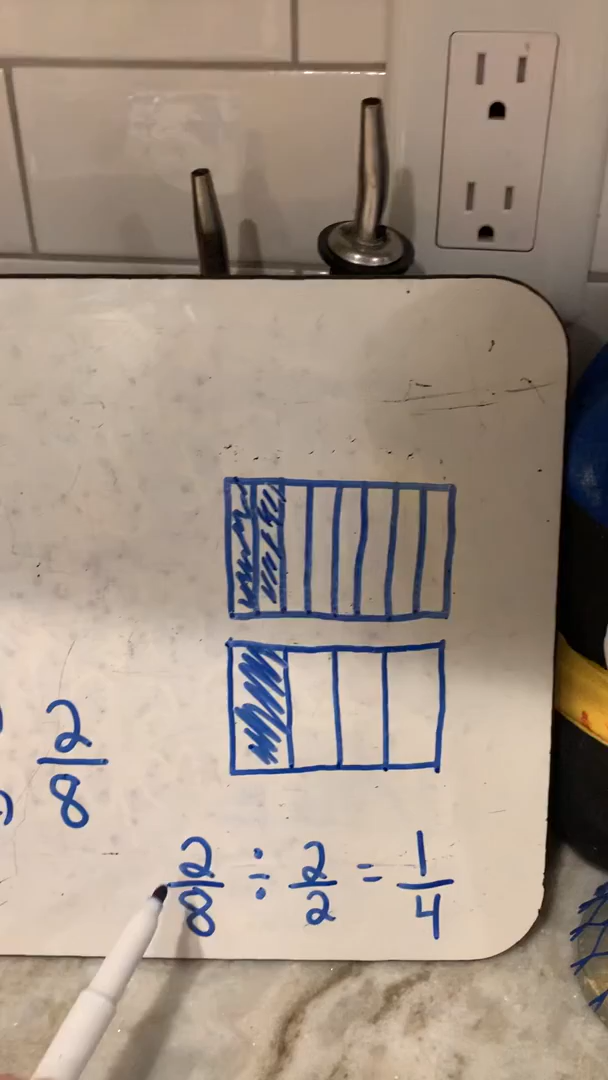 2/8
2/8 ÷ 2/2 = 1/4